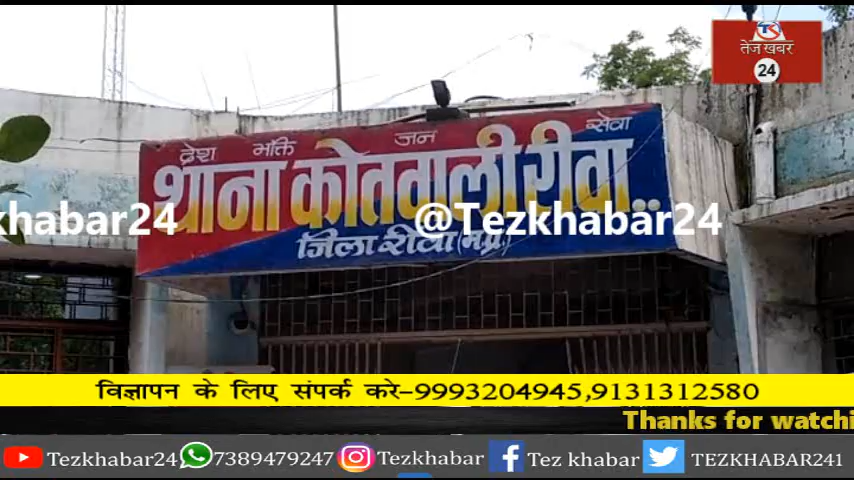 तेज खबर
24
देश भक्ति जन सेवा
थाना कोतवाली रीवा..
khabar24 @Tezkhabar24
जिला रीवा (म.प्र.)
विज्ञापन के लिए संपर्क करे-9993204945,9131312580
Thanks for watchi
Tezkhabar24 7389479247 Tezkhabar Tez khabar TEZKHABAR241